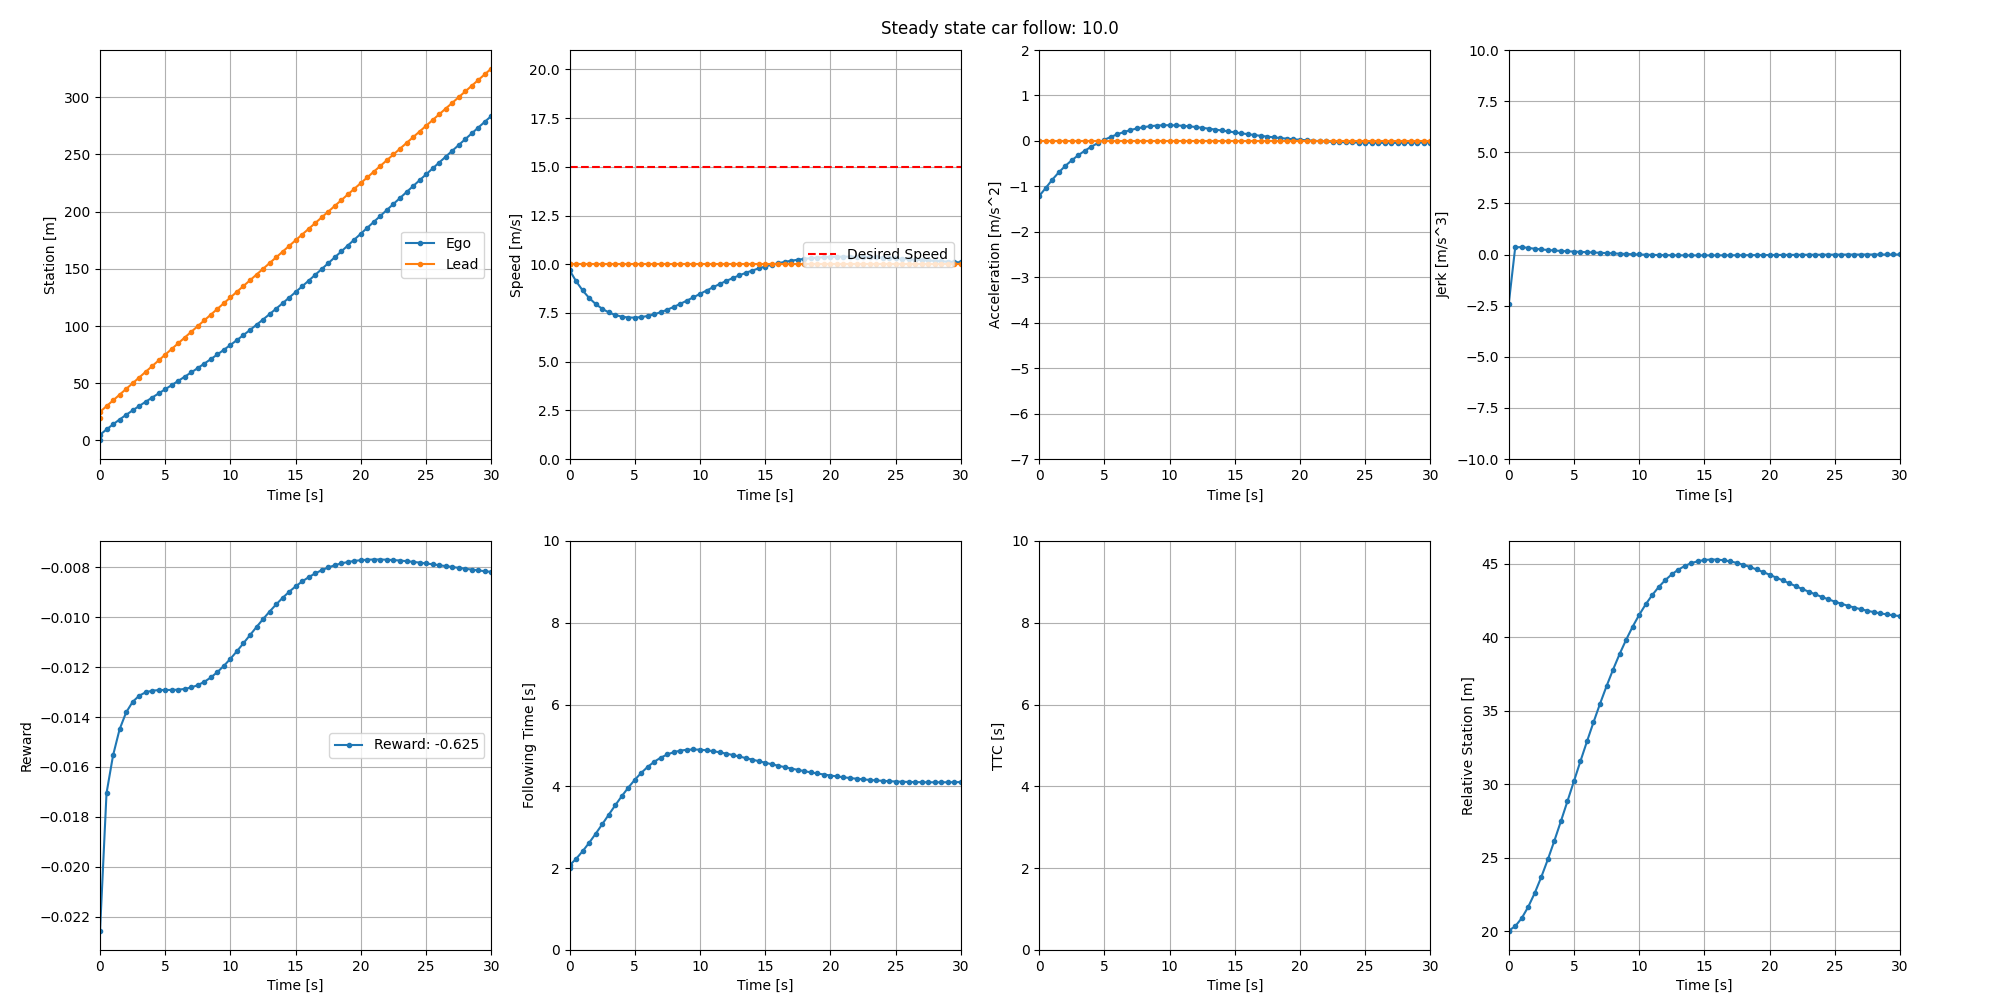 Steady state car follow: 10.0
Station [m]
300
250
200
150
100
50
0
Ego
Lead
0 5 10 15 20 25 30
Time [s]
Speed [m/s]
20.0
17.5
15.0
12.5
10.0
7.5
5.0
2.5
0.0
Desired Speed
0 5 10 15 20 25 30
Time [s]
Acceleration [m/s^2]
2
1
0
−1
−2
−3
−4
−5
−6
−7
0 5 10 15 20 25 30
Time [s]
Jerk [m/s^3]
10.0
7.5
5.0
2.5
0.0
−2.5
−5.0
−7.5
−10.0
0 5 10 15 20 25 30
Time [s]
Reward
−0.008
−0.010
−0.012
−0.014
−0.016
−0.018
−0.020
−0.022
Reward: -0.625
0 5 10 15 20 25 30
Time [s]
Following Time [s]
10
8
6
4
2
0
0 5 10 15 20 25 30
Time [s]
TTC [s]
10
8
6
4
2
0
0 5 10 15 20 25 30
Time [s]
Relative Station [m]
45
40
35
30
25
20
0 5 10 15 20 25 30
Time [s]